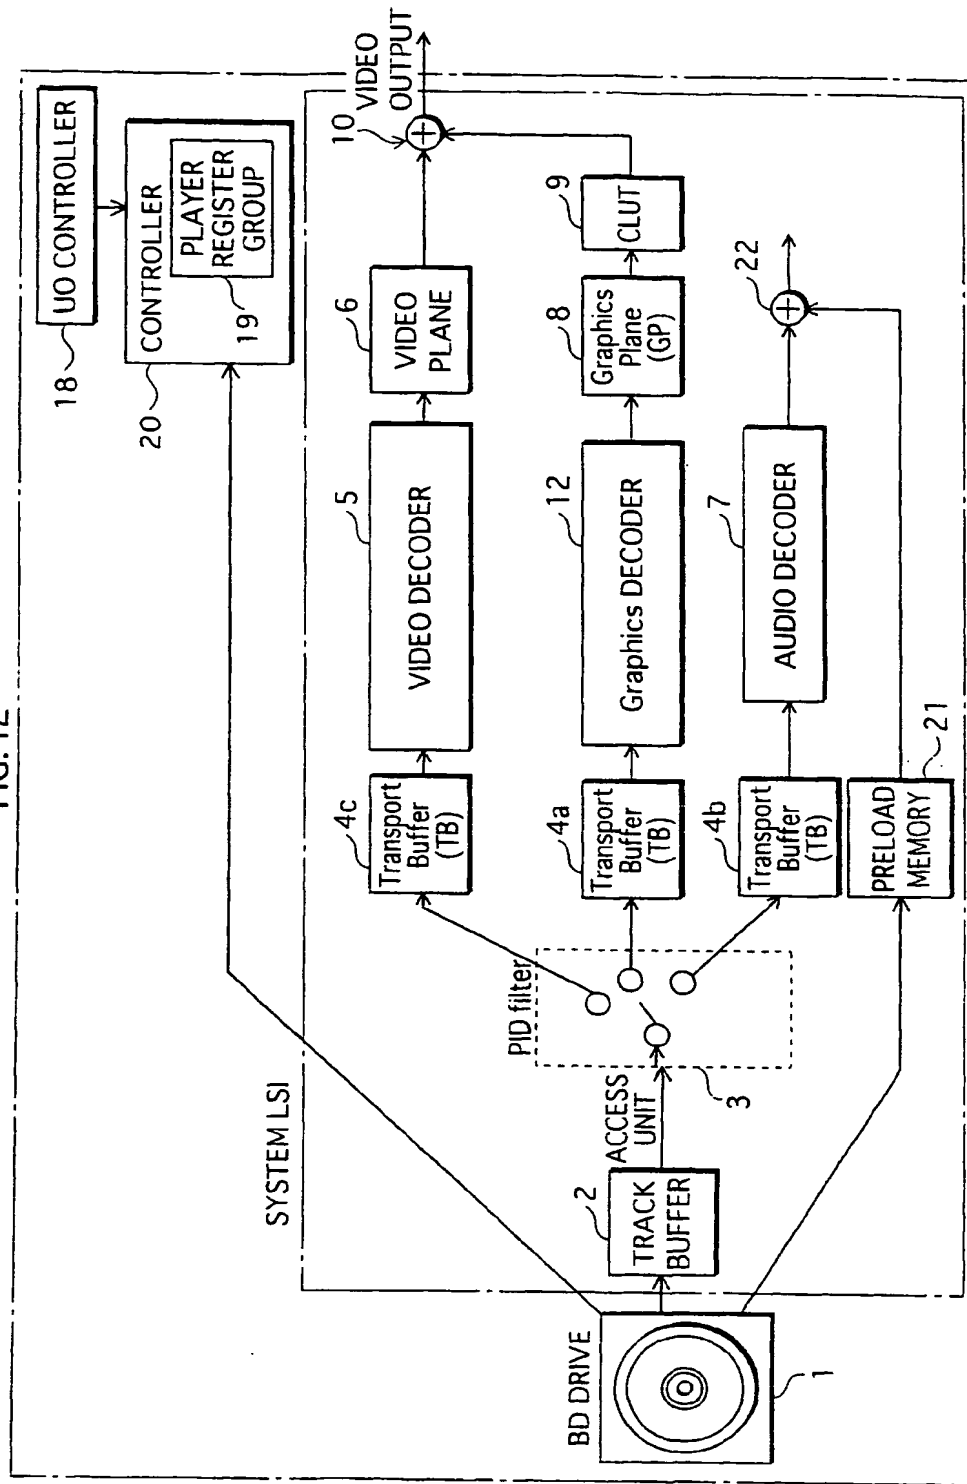 FIG. 12
18
UO CONTROLLER
20
CONTROLLER
19
PLAYER
REGISTER
GROUP
SYSTEM LSI
BD DRIVE
1
2
TRACK
BUFFER
ACCESS
UNIT
PID filter
3
4c
Transport
Buffer
(TB)
5
VIDEO DECODER
6
VIDEO
PLANE
10
VIDEO
OUTPUT
4a
Transport
Buffer
(TB)
12
Graphics DECODER
8
Graphics
Plane
(GP)
9
CLUT
4b
Transport
Buffer
(TB)
7
AUDIO DECODER
22
PRELOAD
MEMORY
21